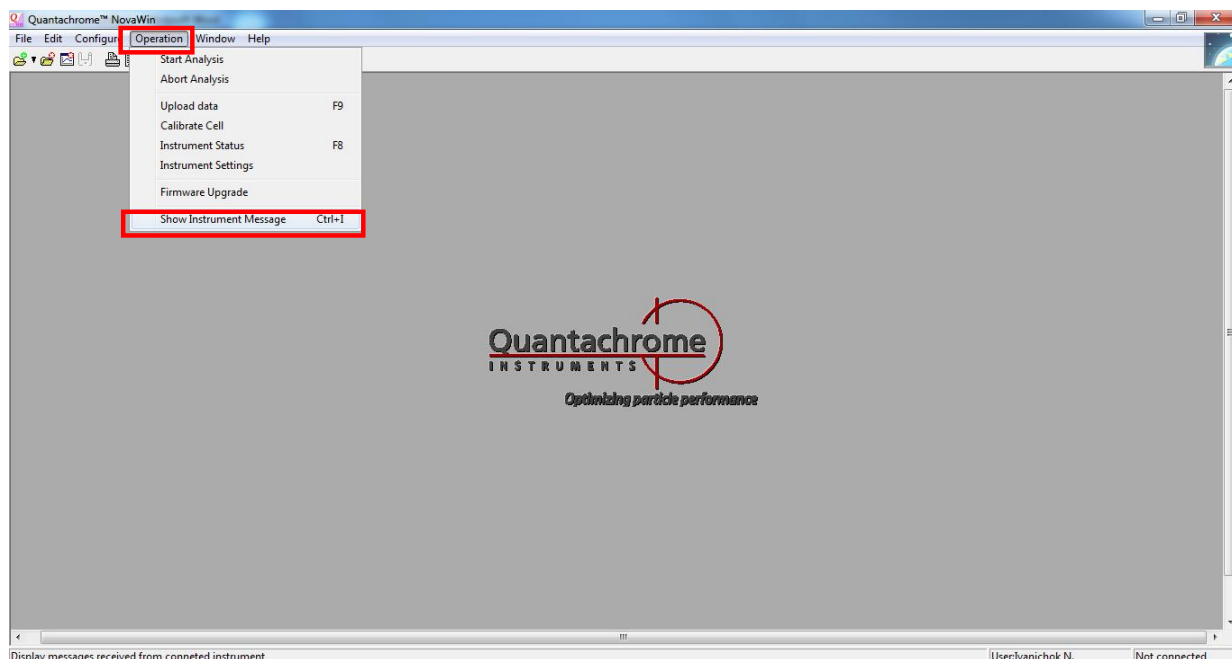 Quantachrome™ NovaWin
File Edit Configur Operation Window Help
Start Analysis
Abort Analysis
Upload data F9
Calibrate Cell
Instrument Status F8
Instrument Settings
Firmware Upgrade
Show Instrument Message Ctrl+I
Quantachrome
INSTRUMENTS
Optimizing particle performance
Display messages received from conneted instrument User:Ivanichok N. Not connected